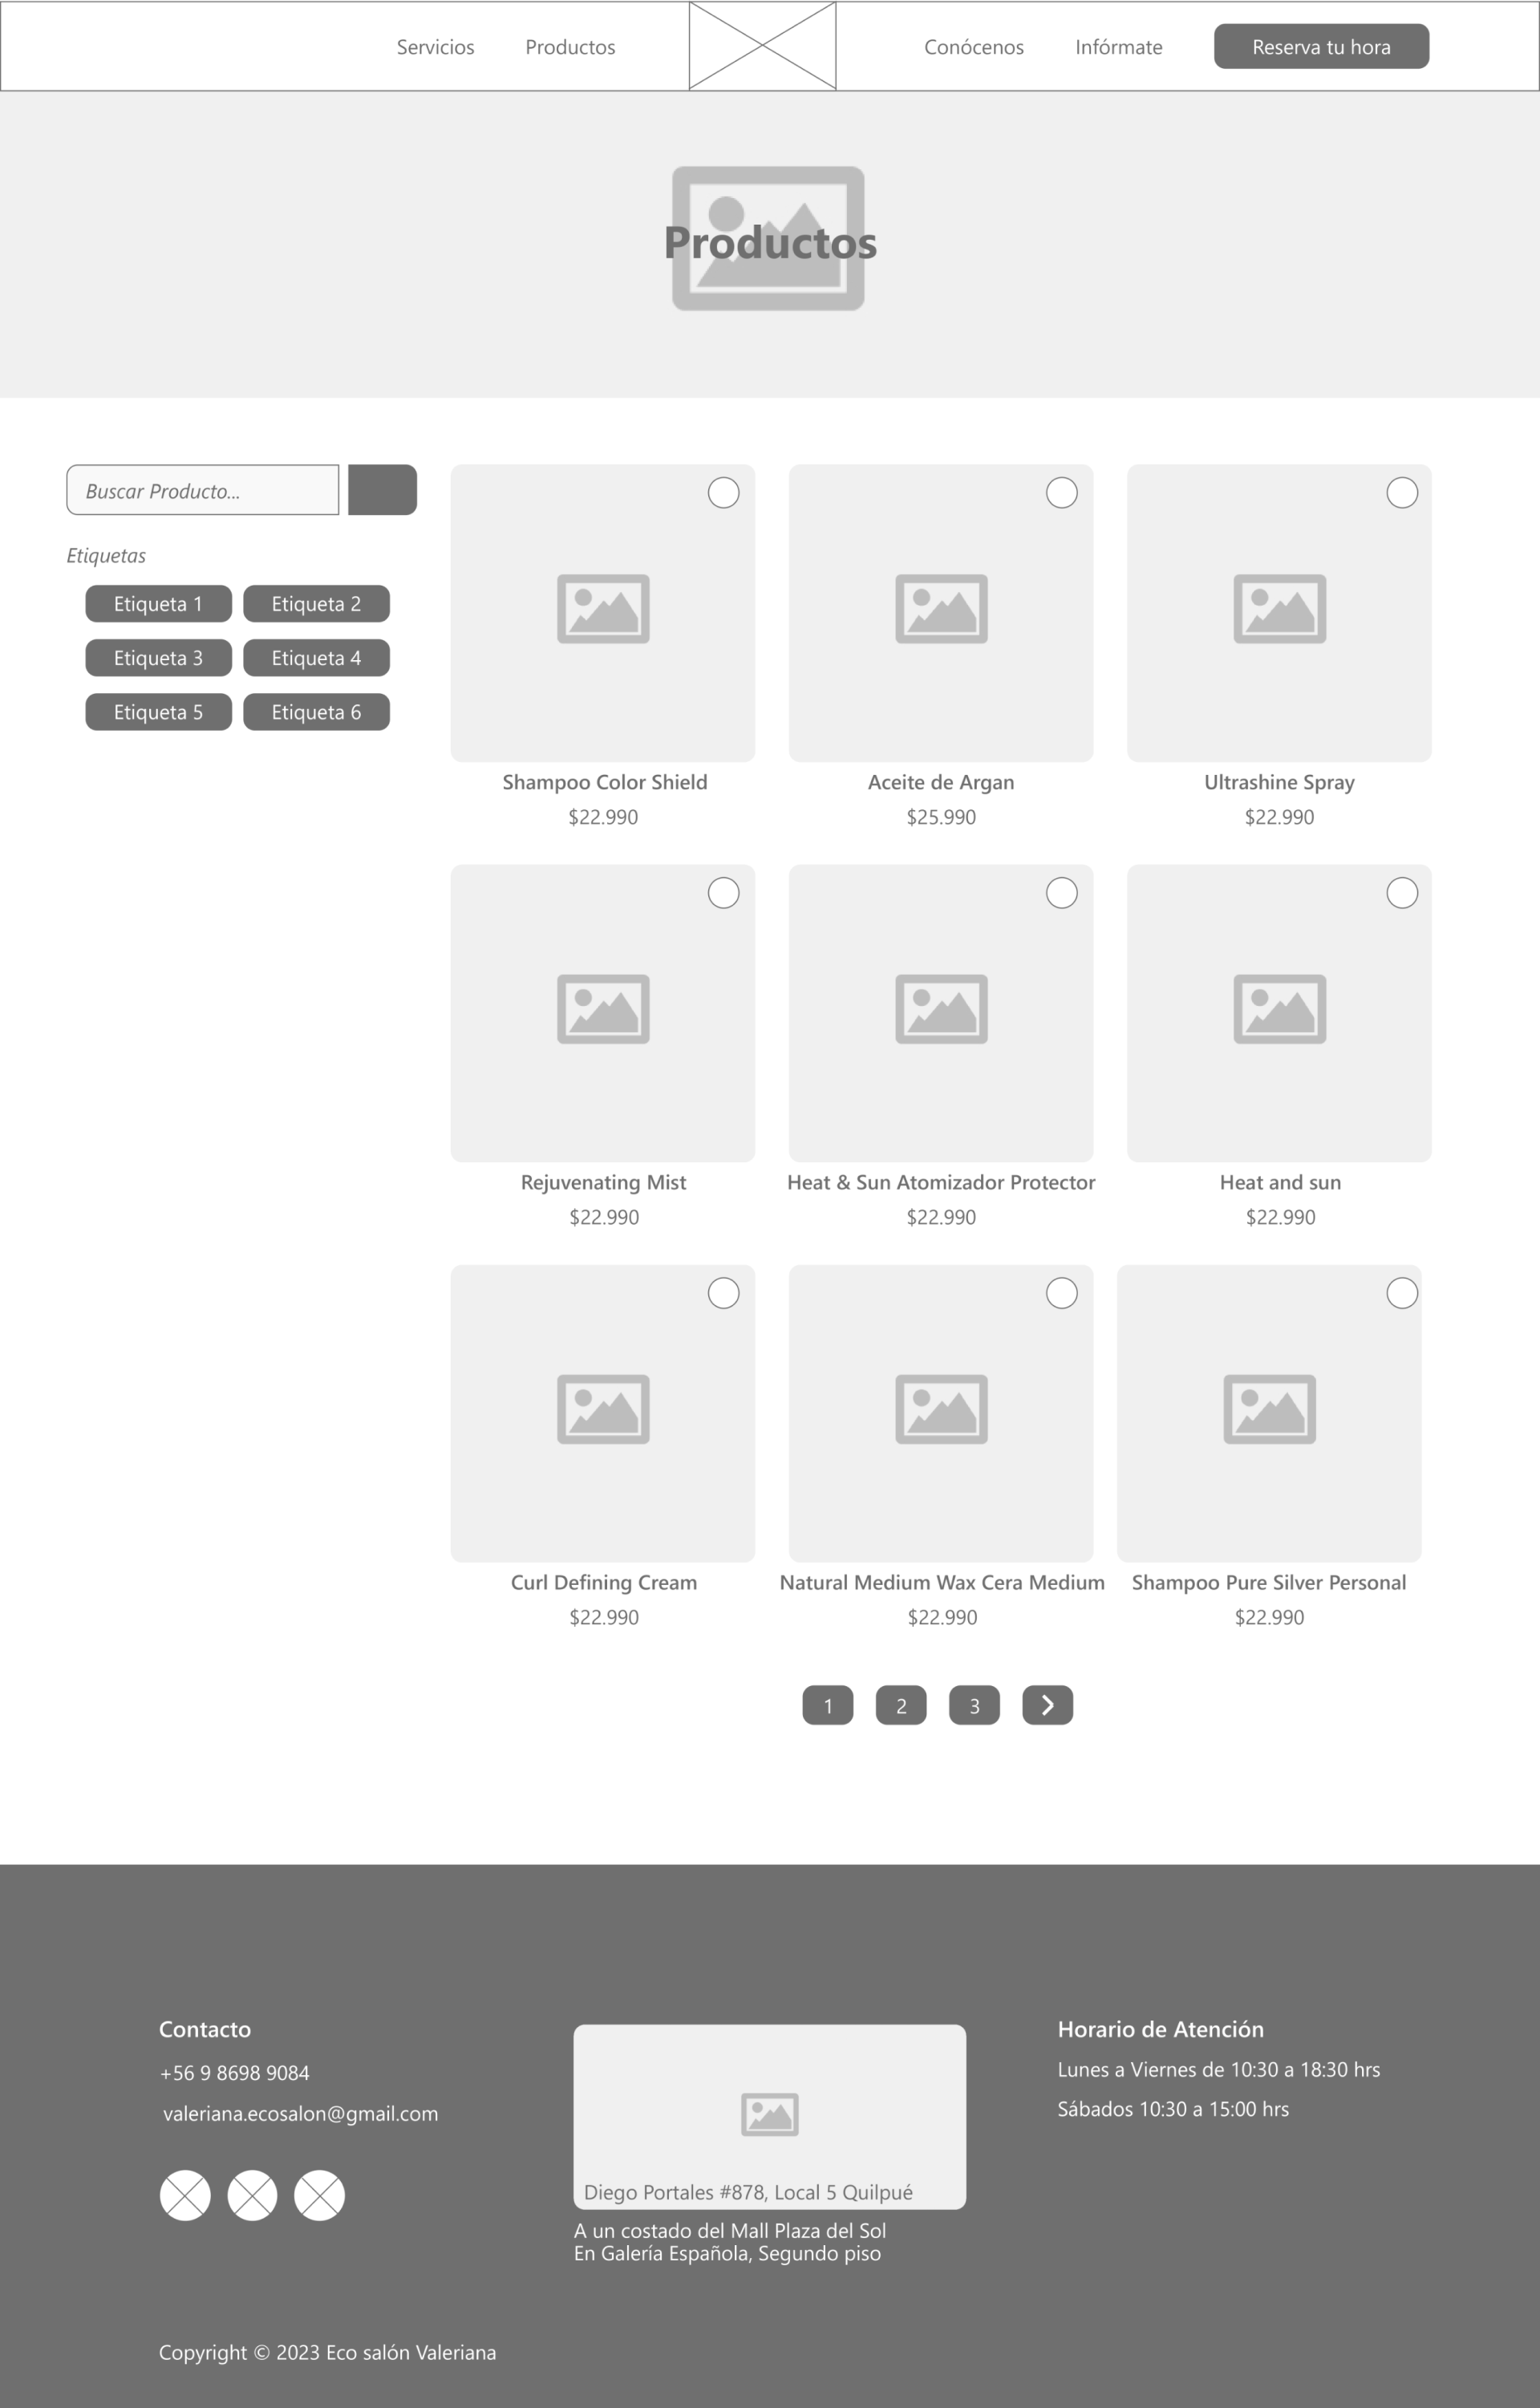 Servicios
Productos
Conócenos
Infórmate
Reserva tu hora
Productos
Buscar Producto...
Etiquetas
Etiqueta 1
Etiqueta 2
Etiqueta 3
Etiqueta 4
Etiqueta 5
Etiqueta 6
Shampoo Color Shield
$22.990
Aceite de Argan
$25.990
Ultrashine Spray
$22.990
Rejuvenating Mist
$22.990
Heat & Sun Atomizador Protector
$22.990
Heat and sun
$22.990
Curl Defining Cream
$22.990
Natural Medium Wax Cera Medium
$22.990
Shampoo Pure Silver Personal
$22.990
1
2
3
Contacto
+56 9 8698 9084
valeriana.ecosalon@gmail.com
Diego Portales #878, Local 5 Quilpué
A un costado del Mall Plaza del Sol
En Galería Española, Segundo piso
Horario de Atención
Lunes a Viernes de 10:30 a 18:30 hrs
Sábados 10:30 a 15:00 hrs
Copyright © 2023 Eco salón Valeriana